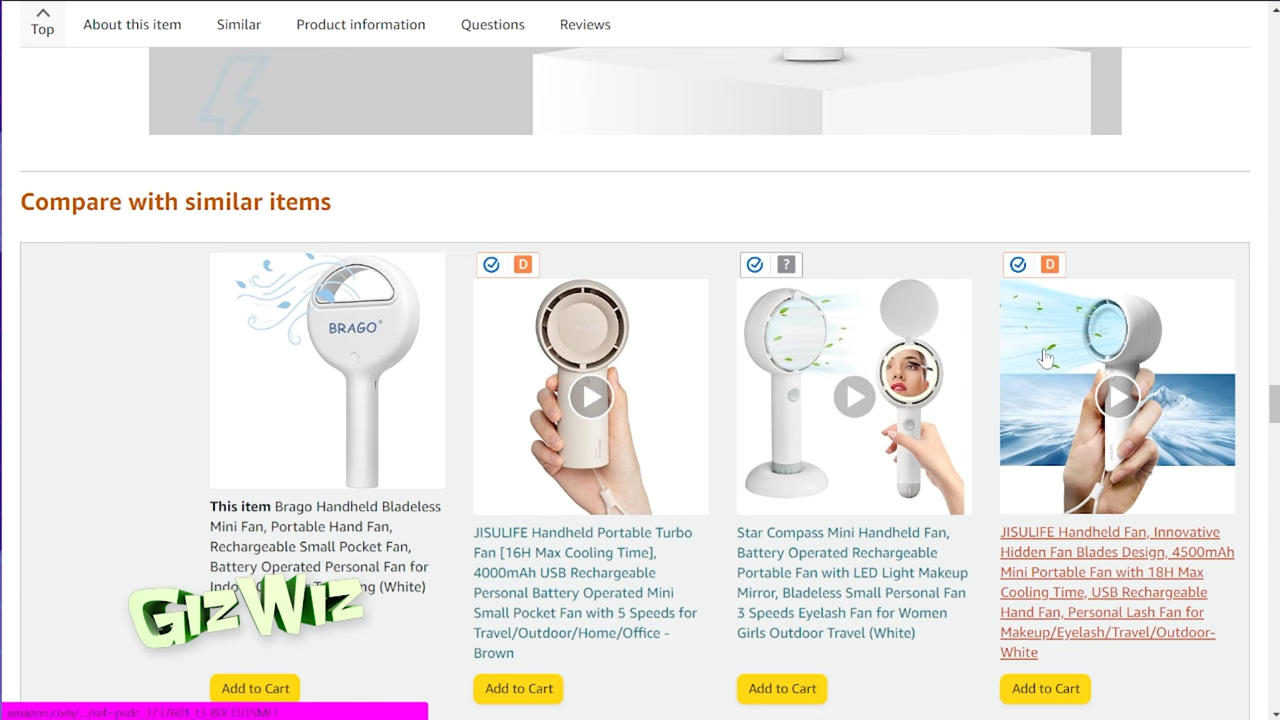 Top
About this item
Similar
Product information
Questions
Reviews
Compare with similar items
BRAGO®
D
?
D
This item Brago Handheld Bladeless
Mini Fan, Portable Hand Fan,
Rechargeable Small Pocket Fan,
Battery Operated Personal Fan for
(White)
GizWiz
Add to Cart
JISULIFE Handheld Portable Turbo
Fan [16H Max Cooling Time],
4000mAh USB Rechargeable
Personal Battery Operated Mini
Small Pocket Fan with 5 Speeds for
Travel/Outdoor/Home/Office -
Brown
Add to Cart
Star Compass Mini Handheld Fan,
Battery Operated Rechargeable
Portable Fan with LED Light Makeup
Mirror, Bladeless Small Personal Fan
3 Speeds Eyelash Fan for Women
Girls Outdoor Travel (White)
Add to Cart
JISULIFE Handheld Fan, Innovative
Hidden Fan Blades Design, 4500mAh
Mini Portable Fan with 18H Max
Cooling Time, USB Rechargeable
Hand Fan, Personal Lash Fan for
Makeup/Eyelash/Travel/Outdoor-
White
Add to Cart